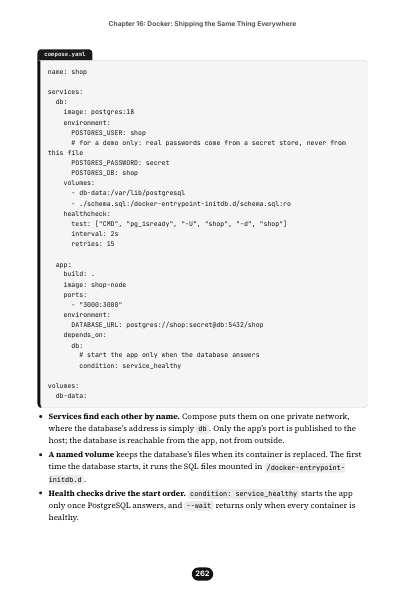 Chapter 16: Docker: Shipping the Same Thing Everywhere
compose.yaml
name: shop
services:
  db:
    image: postgres:18
    environment:
      POSTGRES_USER: shop
      # for a demo only: real passwords come from a secret store, never from
this file
      POSTGRES_PASSWORD: secret
      POSTGRES_DB: shop
    volumes:
      - db-data:/var/lib/postgresql
      - ./schema.sql:/docker-entrypoint-initdb.d/schema.sql:ro
    healthcheck:
      test: ["CMD", "pg_isready", "-U", "shop", "-d", "shop"]
      interval: 2s
      retries: 15
  app:
    build: .
    image: shop-node
    ports:
      - "3000:3000"
    environment:
      DATABASE_URL: postgres://shop:secret@db:5432/shop
    depends_on:
      db:
        # start the app only when the database answers
        condition: service_healthy
volumes:
  db-data:
• Services find each other by name. Compose puts them on one private network,
where the database's address is simply db. Only the app's port is published to the
host; the database is reachable from the app, not from outside.
• A named volume keeps the database's files when its container is replaced. The first
time the database starts, it runs the SQL files mounted in /docker-entrypoint-
initdb.d.
• Health checks drive the start order. condition: service_healthy starts the app
only once PostgreSQL answers, and --wait returns only when every container is
healthy.
262